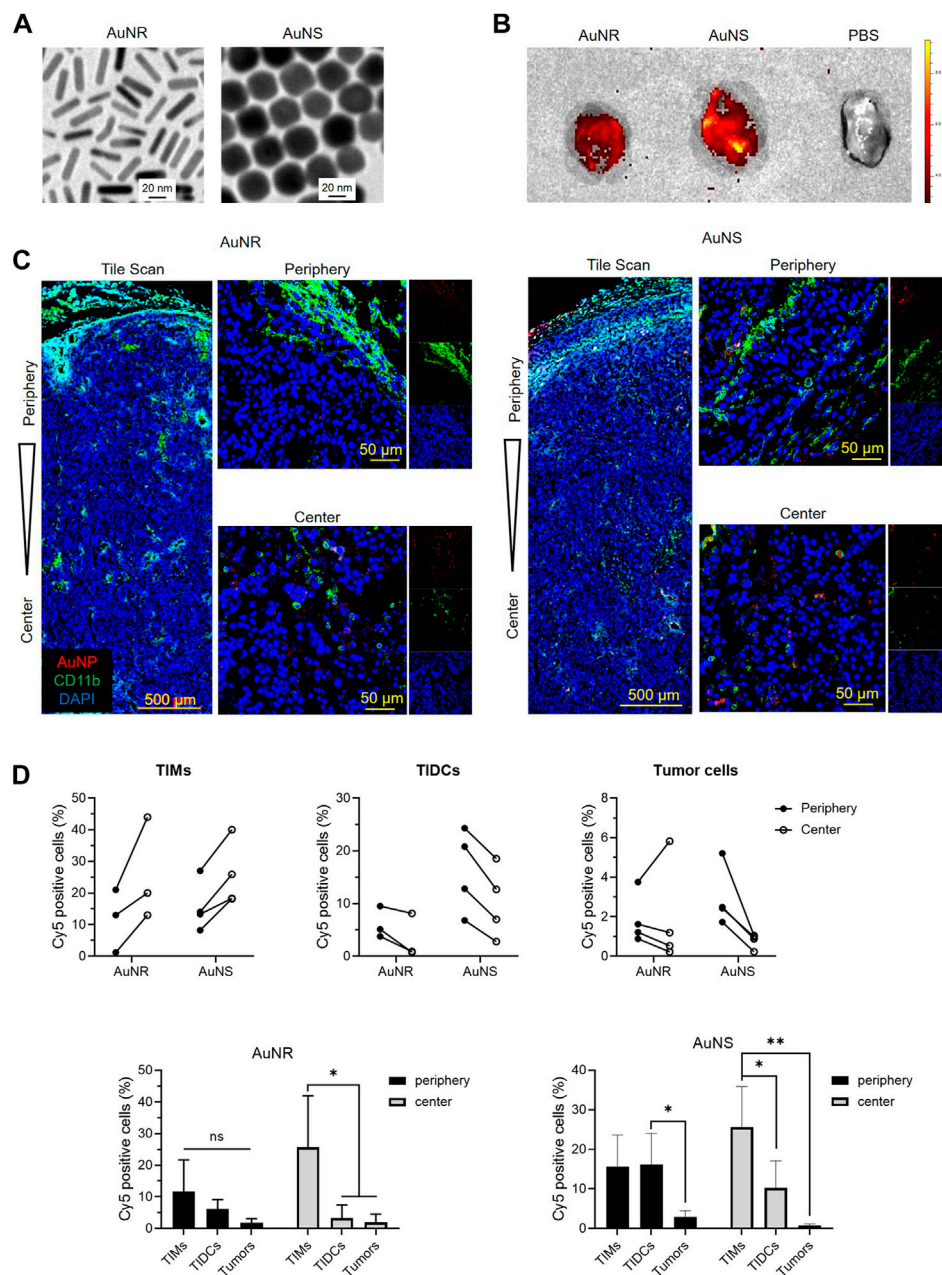 A
AuNR
AuNS
20 nm
20 nm
B
AuNR
AuNS
PBS
C
AuNR
Tile Scan
Periphery
Periphery
Center
AuNP
CD11b
DAPI
500 µm
50 µm
Center
50 µm
AuNS
Tile Scan
Periphery
Periphery
Center
500 µm
50 µm
Center
50 µm
D
TIMs
Cy5 positive cells (%)
50
40
30
20
10
0
AuNR
AuNS
TIDCs
Cy5 positive cells (%)
30
20
10
0
AuNR
AuNS
Tumor cells
Cy5 positive cells (%)
8
6
4
2
0
AuNR
AuNS
Periphery
Center
AuNR
Cy5 positive cells (%)
50
40
30
20
10
0
ns
*
TIMs
TIDCs
Tumors
TIMs
TIDCs
Tumors
periphery
center
AuNS
Cy5 positive cells (%)
50
40
30
20
10
0
*
*
**
TIMs
TIDCs
Tumors
TIMs
TIDCs
Tumors
periphery
center